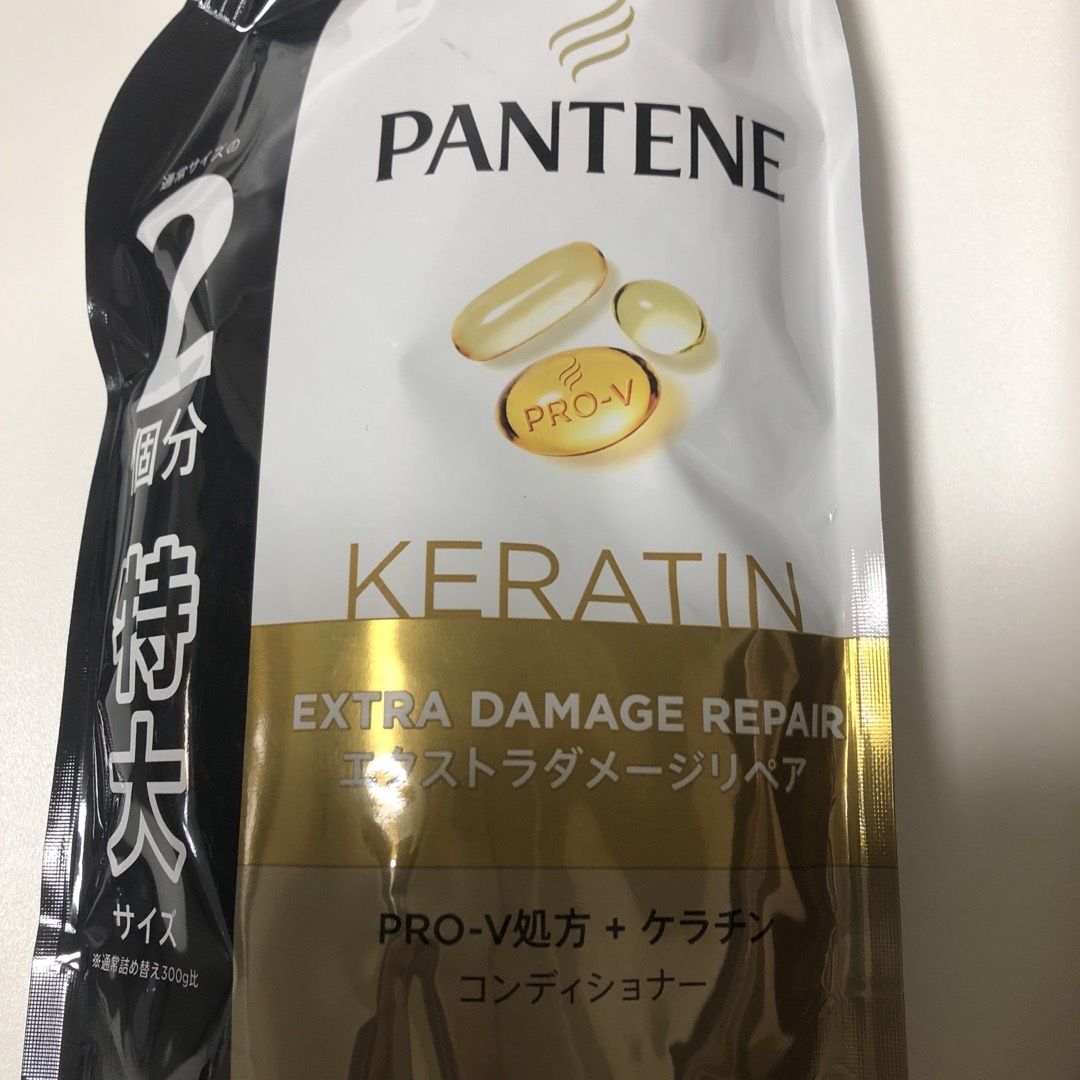 通常サイズの
2
個分
特大
サイズ
※通常詰め替え300g比
PANTENE
PRO-V
KERATIN
EXTRA DAMAGE REPAIR
エクストラダメージリペア
PRO-V処方 + ケラチン
コンディショナー